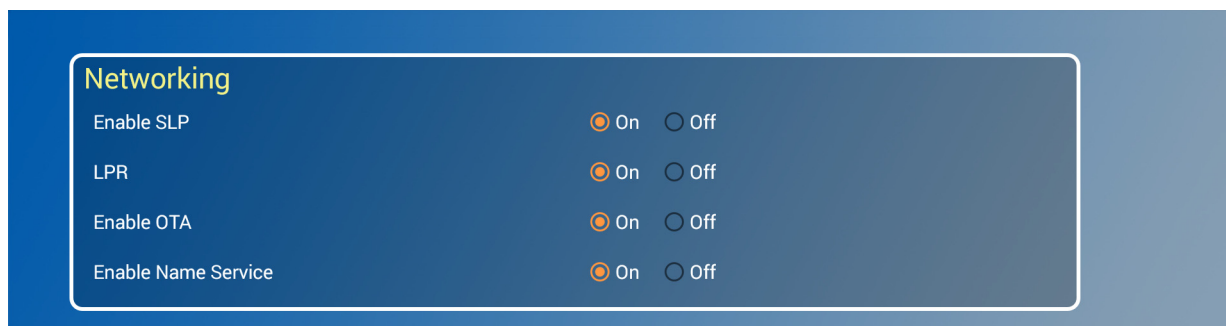 Networking
Enable SLP On Off
LPR On Off
Enable OTA On Off
Enable Name Service On Off